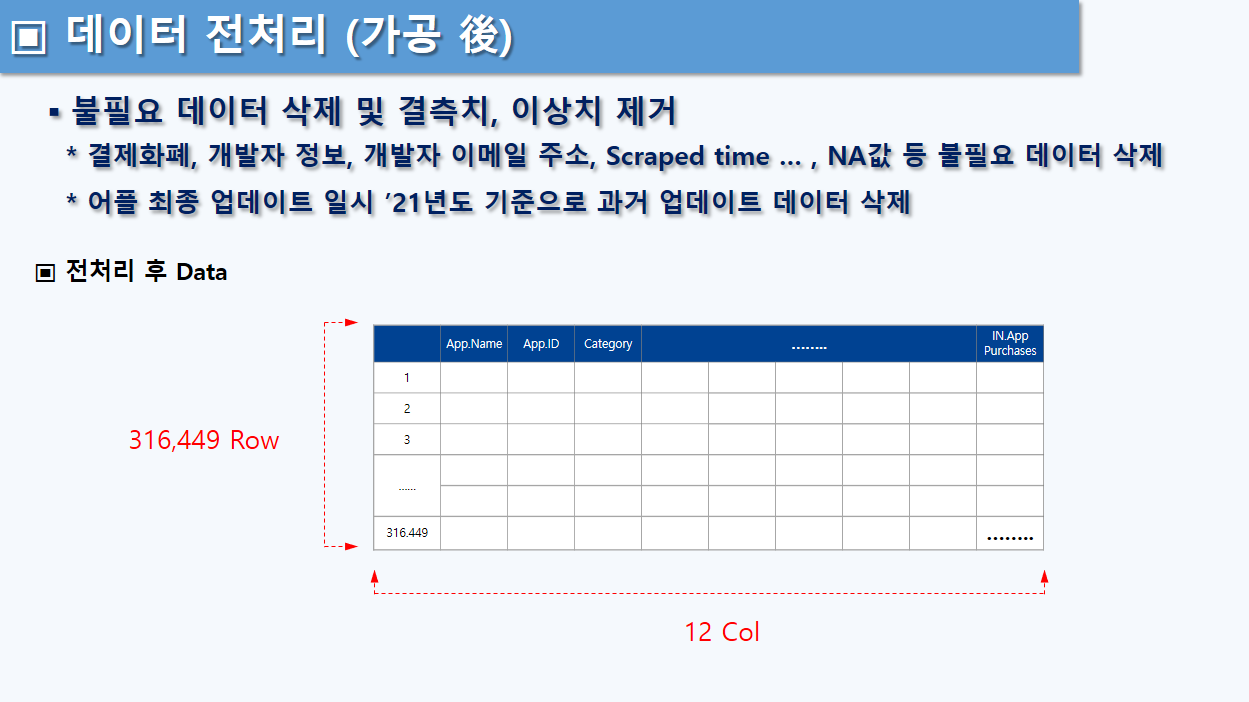 ▣ 데이터 전처리 (가공 後)
▪ 불필요 데이터 삭제 및 결측치, 이상치 제거
* 결제화폐, 개발자 정보, 개발자 이메일 주소, Scraped time … , NA값 등 불필요 데이터 삭제
* 어플 최종 업데이트 일시 ’21년도 기준으로 과거 업데이트 데이터 삭제
▣ 전처리 후 Data
App.Name App.ID Category ........ IN.App Purchases
1
2
3
316,449 Row
......
316.449 ........
12 Col